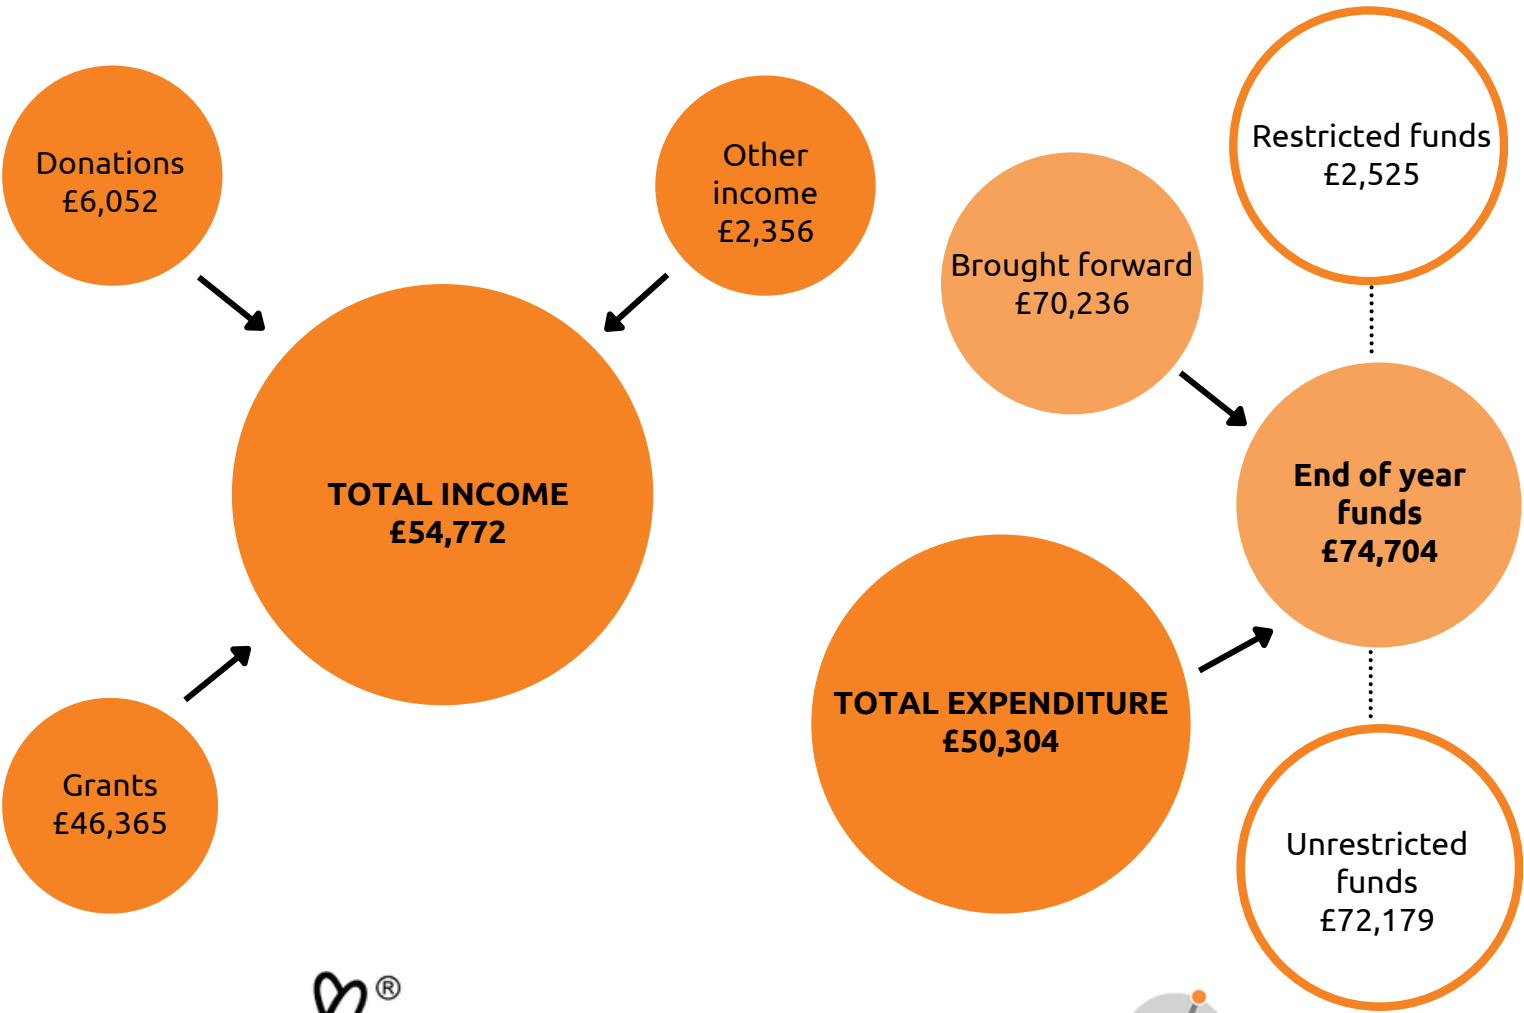 Donations
£6,052
Other
income
£2,356
TOTAL INCOME
£54,772
Grants
£46,365
Restricted funds
£2,525
Brought forward
£70,236
End of year
funds
£74,704
TOTAL EXPENDITURE
£50,304
Unrestricted
funds
£72,179
®